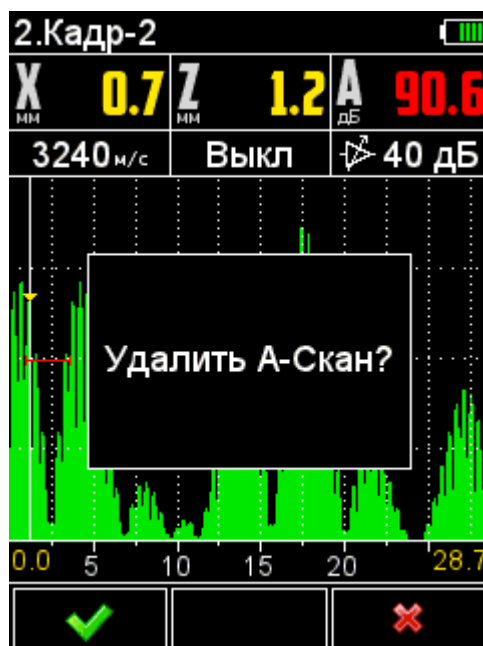 2.Кадр-2
X мм 0.7 Z мм 1.2 A дБ 90.6
3240 м/с Выкл 40 дБ
Удалить А-Скан?
0.0 5 10 15 20 28.7